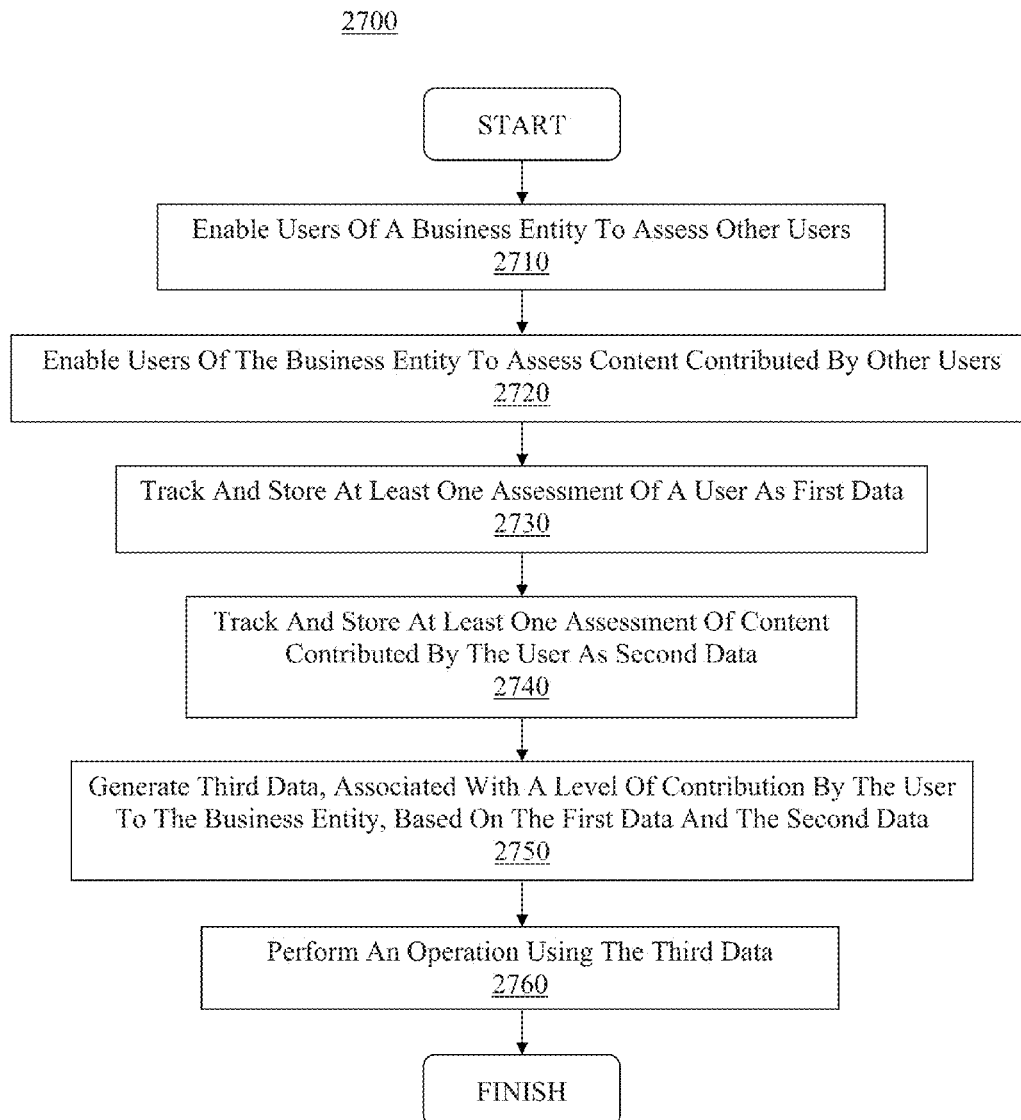 2700
START
Enable Users Of A Business Entity To Assess Other Users
2710
Enable Users Of The Business Entity To Assess Content Contributed By Other Users
2720
Track And Store At Least One Assessment Of A User As First Data
2730
Track And Store At Least One Assessment Of Content
Contributed By The User As Second Data
2740
Generate Third Data, Associated With A Level Of Contribution By The User
To The Business Entity, Based On The First Data And The Second Data
2750
Perform An Operation Using The Third Data
2760
FINISH